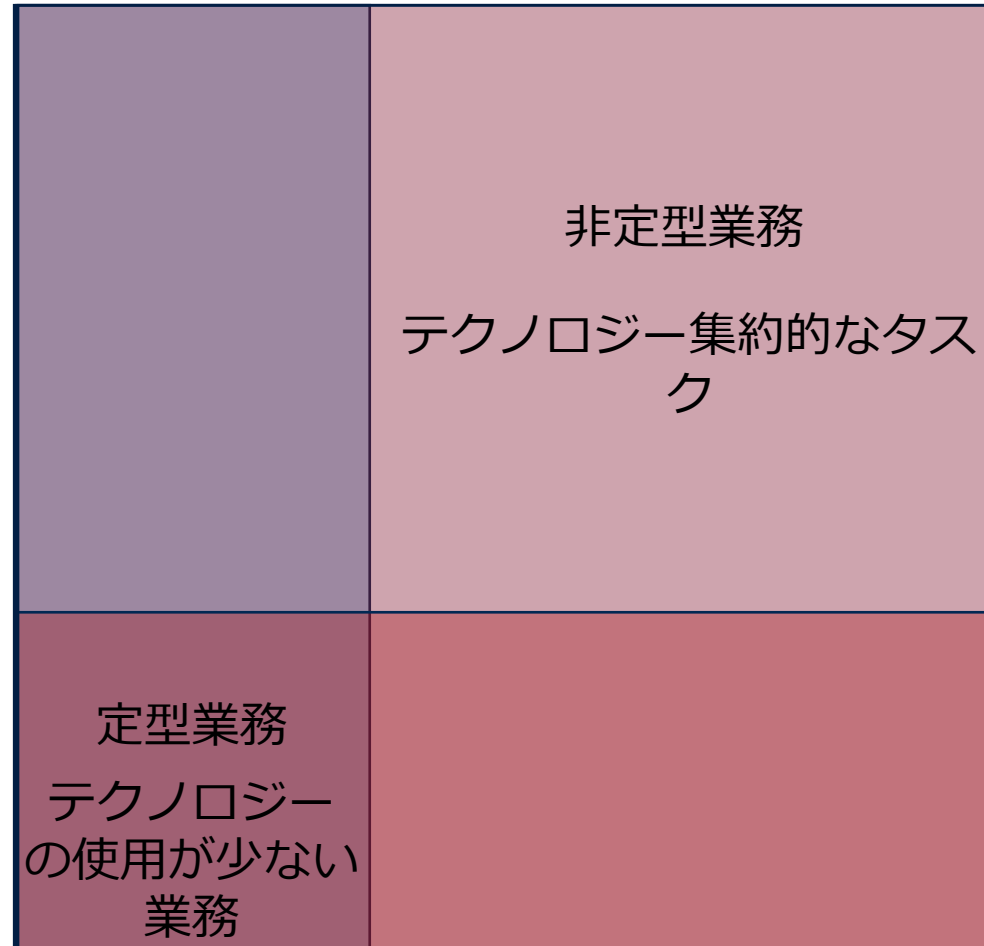 非定型業務
テクノロジー集約的なタス
ク
定型業務
テクノロジー
の使用が少ない
業務